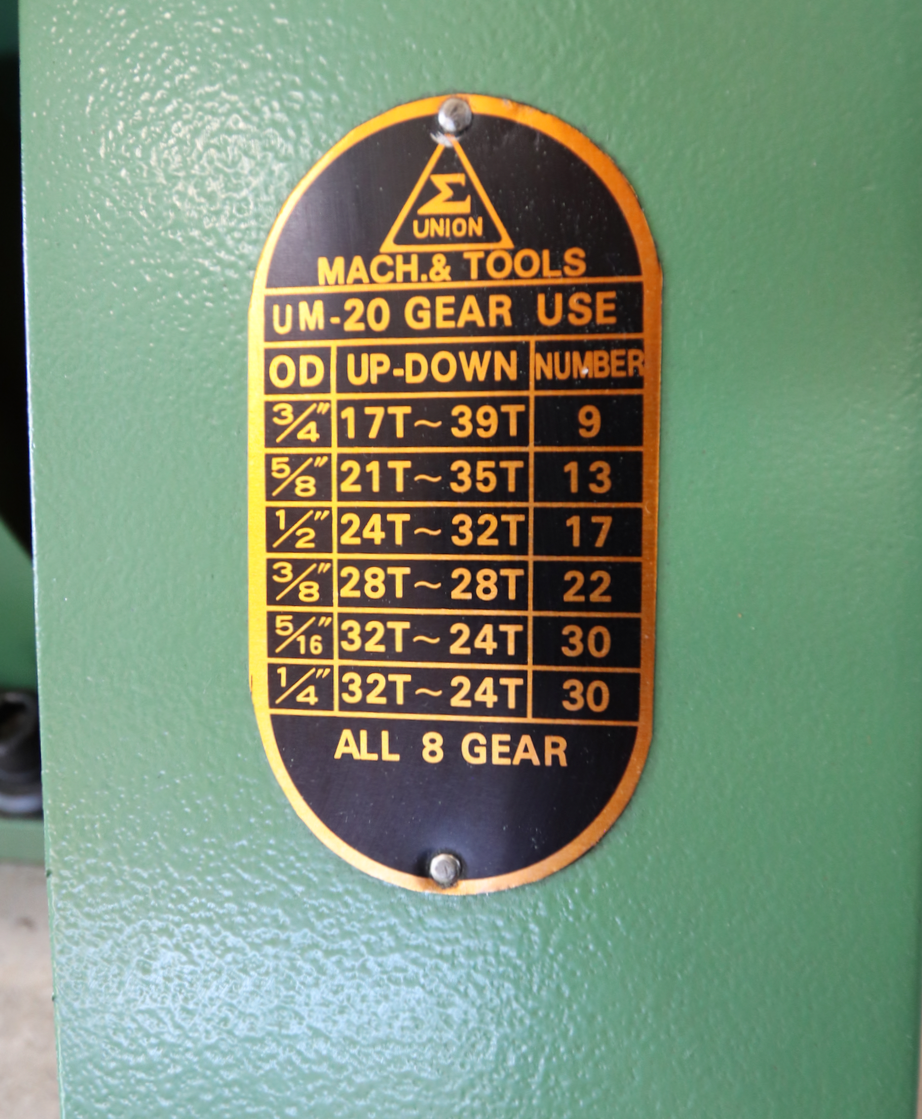 Σ
UNION
MACH.& TOOLS
UM-20 GEAR USE
OD UP-DOWN NUMBER
3/4" 17T~39T 9
5/8" 21T~35T 13
1/2" 24T~32T 17
3/8" 28T~28T 22
5/16" 32T~24T 30
1/4" 32T~24T 30
ALL 8 GEAR